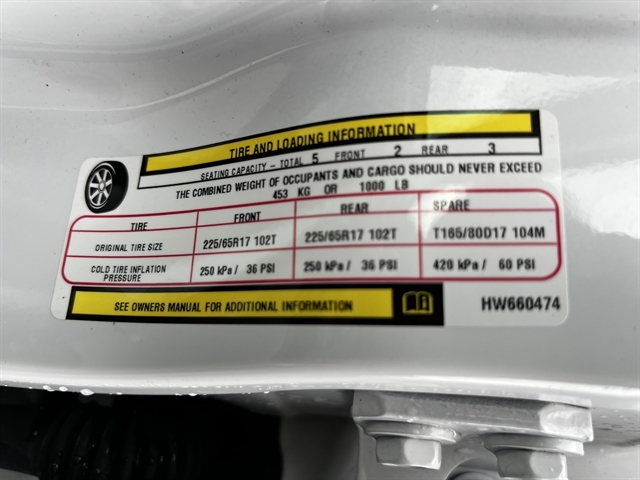 TIRE AND LOADING INFORMATION
SEATING CAPACITY - TOTAL 5 FRONT 2 REAR 3
THE COMBINED WEIGHT OF OCCUPANTS AND CARGO SHOULD NEVER EXCEED
453 KG OR 1000 LB
TIRE FRONT REAR SPARE
ORIGINAL TIRE SIZE 225/65R17 102T 225/65R17 102T T165/80D17 104M
COLD TIRE INFLATION PRESSURE 250 kPa / 36 PSI 250 kPa / 36 PSI 420 kPa / 60 PSI
SEE OWNERS MANUAL FOR ADDITIONAL INFORMATION
HW660474